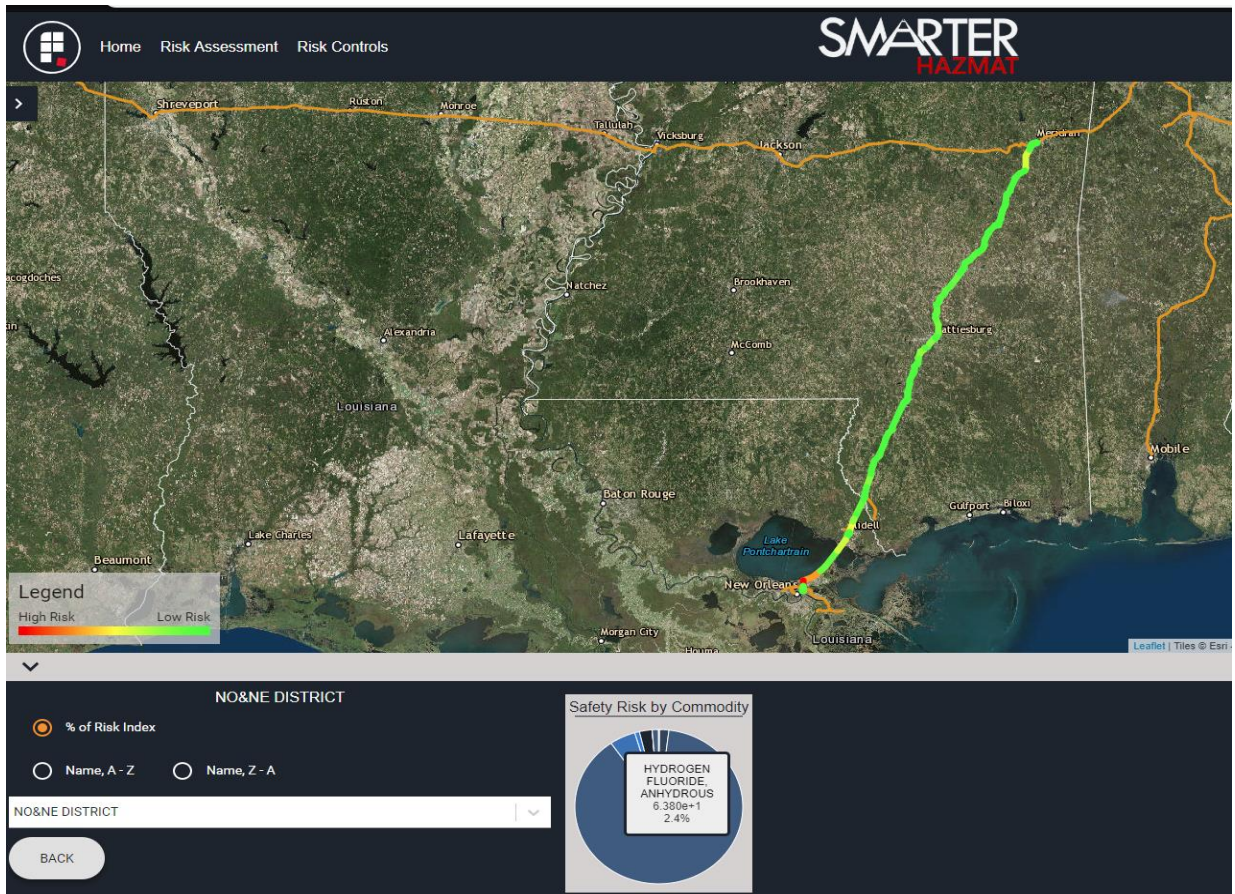 Home Risk Assessment Risk Controls
SMARTER
HAZMAT
Shreveport
Ruston
Monroe
Tallulah
Vicksburg
Jackson
Meridian
acogdoches
Natchez
Brookhaven
attiesburg
Alexandria
McComb
Louisiana
Mobile
Baton Rouge
Gulfport
Biloxi
lidell
Lake Charles
Lafayette
Lake
Pontchartrain
Beaumont
New Orleans
Legend
High Risk Low Risk
Morgan City
Louisiana
Houma
Leaflet | Tiles © Esri
NO&NE DISTRICT
% of Risk Index
Name, A - Z Name, Z - A
NO&NE DISTRICT
BACK
Safety Risk by Commodity
HYDROGEN
FLUORIDE,
ANHYDROUS
6.380e+1
2.4%